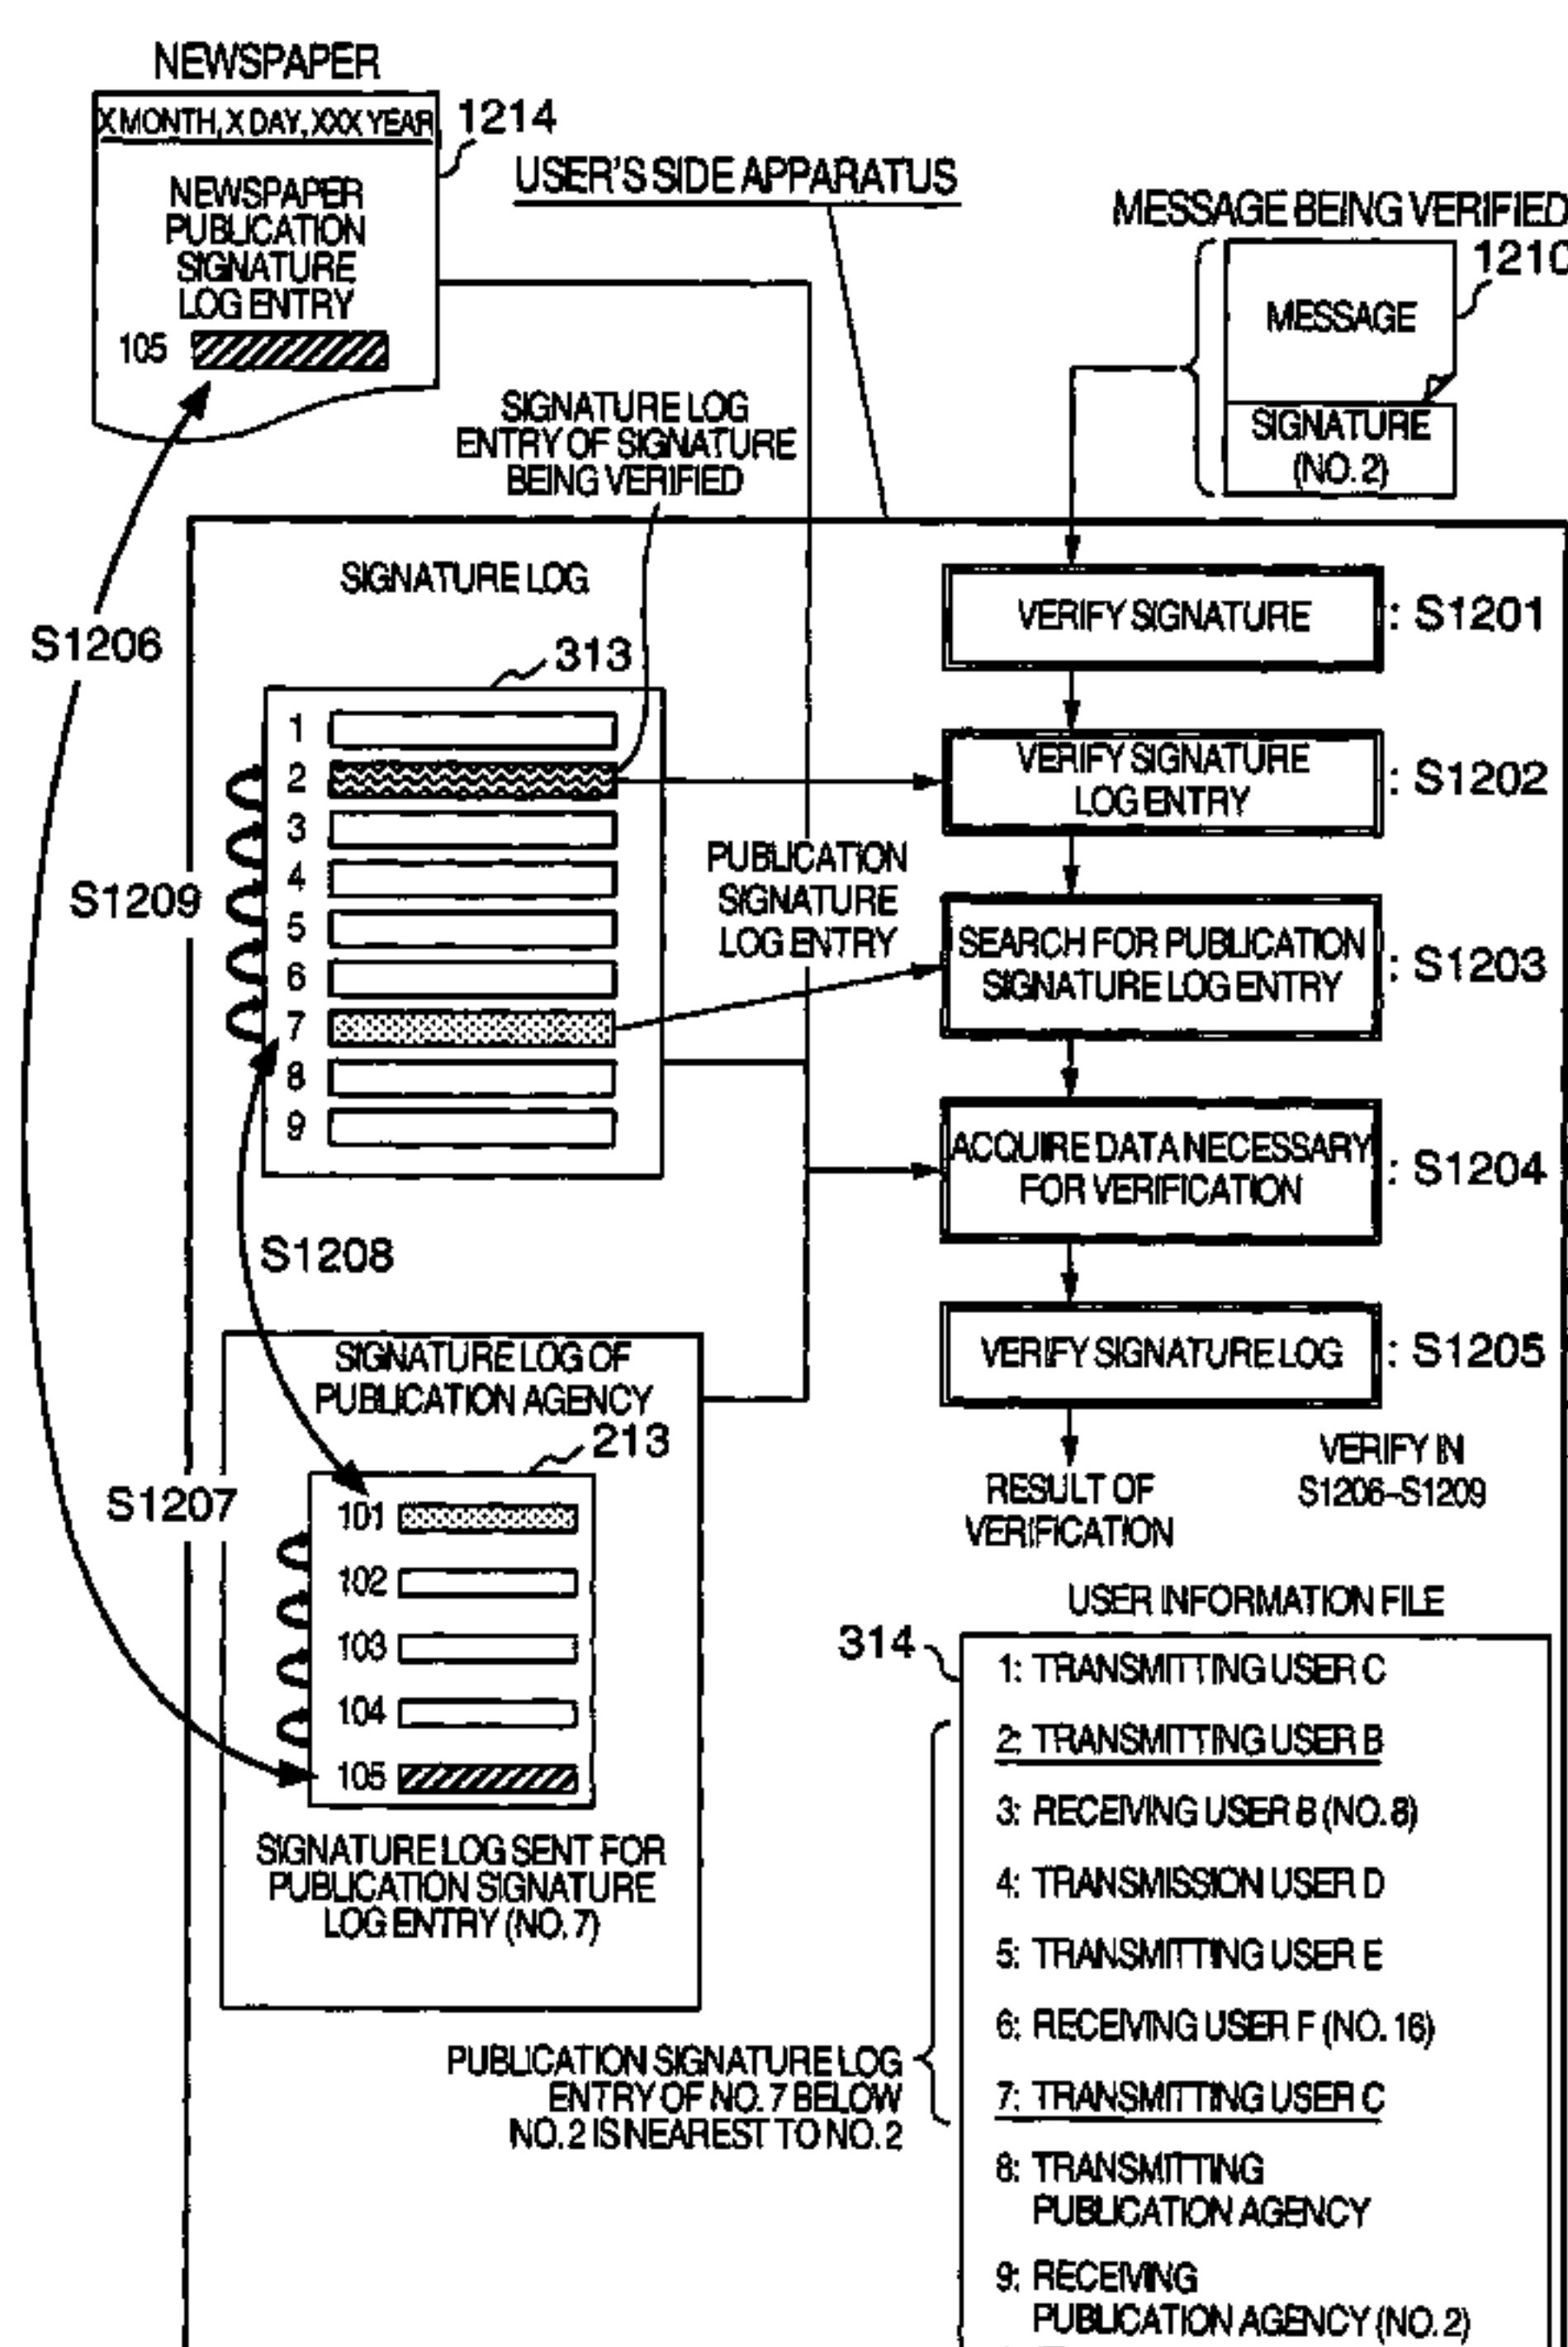 NEWSPAPER
X MONTH, X DAY, XXX YEAR
1214
NEWSPAPER
PUBLICATION
SIGNATURE
LOG ENTRY
105
USER'S SIDE APPARATUS
MESSAGE BEING VERIFIED
1210
MESSAGE
SIGNATURE
(NO. 2)
SIGNATURE LOG
ENTRY OF SIGNATURE
BEING VERIFIED
S1206
SIGNATURE LOG
313
1
2
3
4
5
6
7
8
9
S1209
PUBLICATION
SIGNATURE
LOG ENTRY
VERIFY SIGNATURE
: S1201
VERIFY SIGNATURE
LOG ENTRY
: S1202
SEARCH FOR PUBLICATION
SIGNATURE LOG ENTRY
: S1203
ACQUIRE DATA NECESSARY
FOR VERIFICATION
: S1204
VERIFY SIGNATURE LOG
: S1205
RESULT OF
VERIFICATION
VERIFY IN
S1206-S1209
S1208
SIGNATURE LOG OF
PUBLICATION AGENCY
213
S1207
101
102
103
104
105
SIGNATURE LOG SENT FOR
PUBLICATION SIGNATURE
LOG ENTRY (NO. 7)
USER INFORMATION FILE
314
1: TRANSMITTING USER C
2: TRANSMITTING USER B
3: RECEIVING USER B (NO. 8)
4: TRANSMISSION USER D
5: TRANSMITTING USER E
6: RECEIVING USER F (NO. 16)
7: TRANSMITTING USER C
8: TRANSMITTING
PUBLICATION AGENCY
9: RECEIVING
PUBLICATION AGENCY (NO. 2)
PUBLICATION SIGNATURE LOG
ENTRY OF NO. 7 BELOW
NO. 2 IS NEAREST TO NO. 2